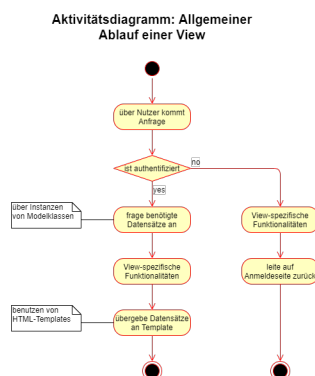 Aktivitätsdiagramm: Allgemeiner
Ablauf einer View
über Nutzer kommt
Anfrage
ist authentifiziert
no
yes
über Instanzen
von Modelklassen
frage benötigte
Datensätze an
View-spezifische
Funktionalitäten
View-spezifische
Funktionalitäten
leite auf
Anmeldeseite zurück
benutzen von
HTML-Templates
übergebe Datensätze
an Template